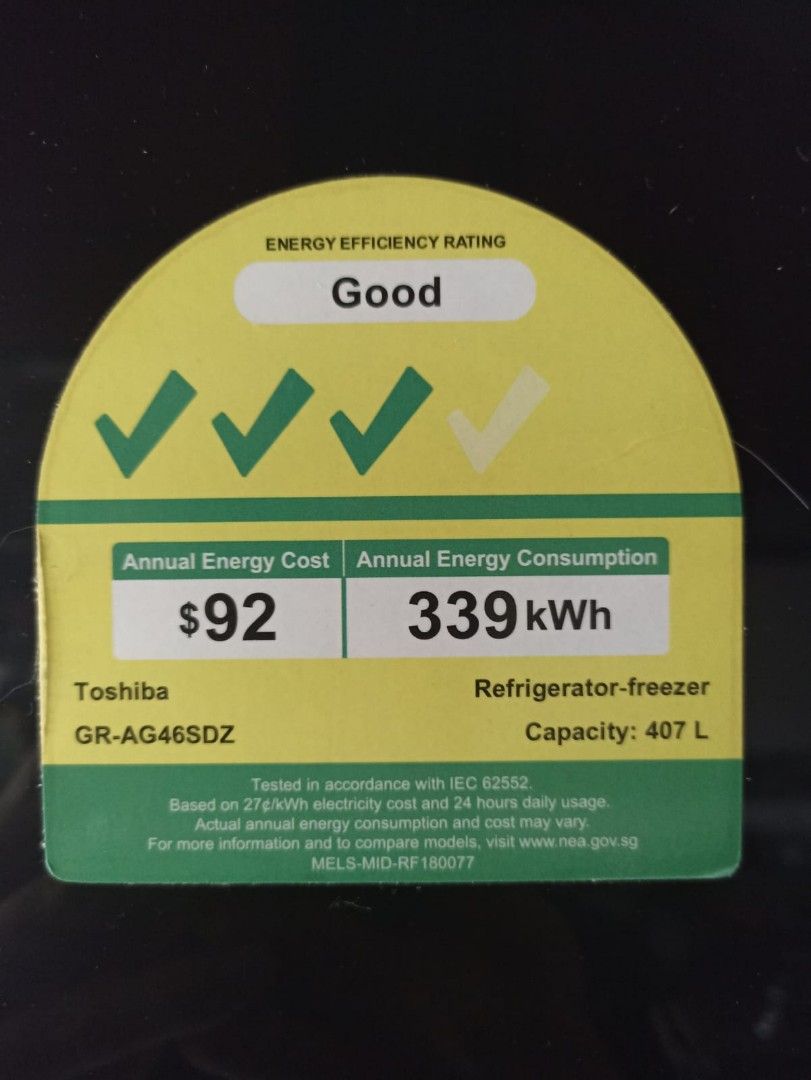 ENERGY EFFICIENCY RATING
Good
Annual Energy Cost
$92
Annual Energy Consumption
339 kWh
Toshiba
GR-AG46SDZ
Refrigerator-freezer
Capacity: 407 L
Tested in accordance with IEC 62552.
Based on 27¢/kWh electricity cost and 24 hours daily usage.
Actual annual energy consumption and cost may vary.
For more information and to compare models, visit www.nea.gov.sg
MELS-MID-RF180077